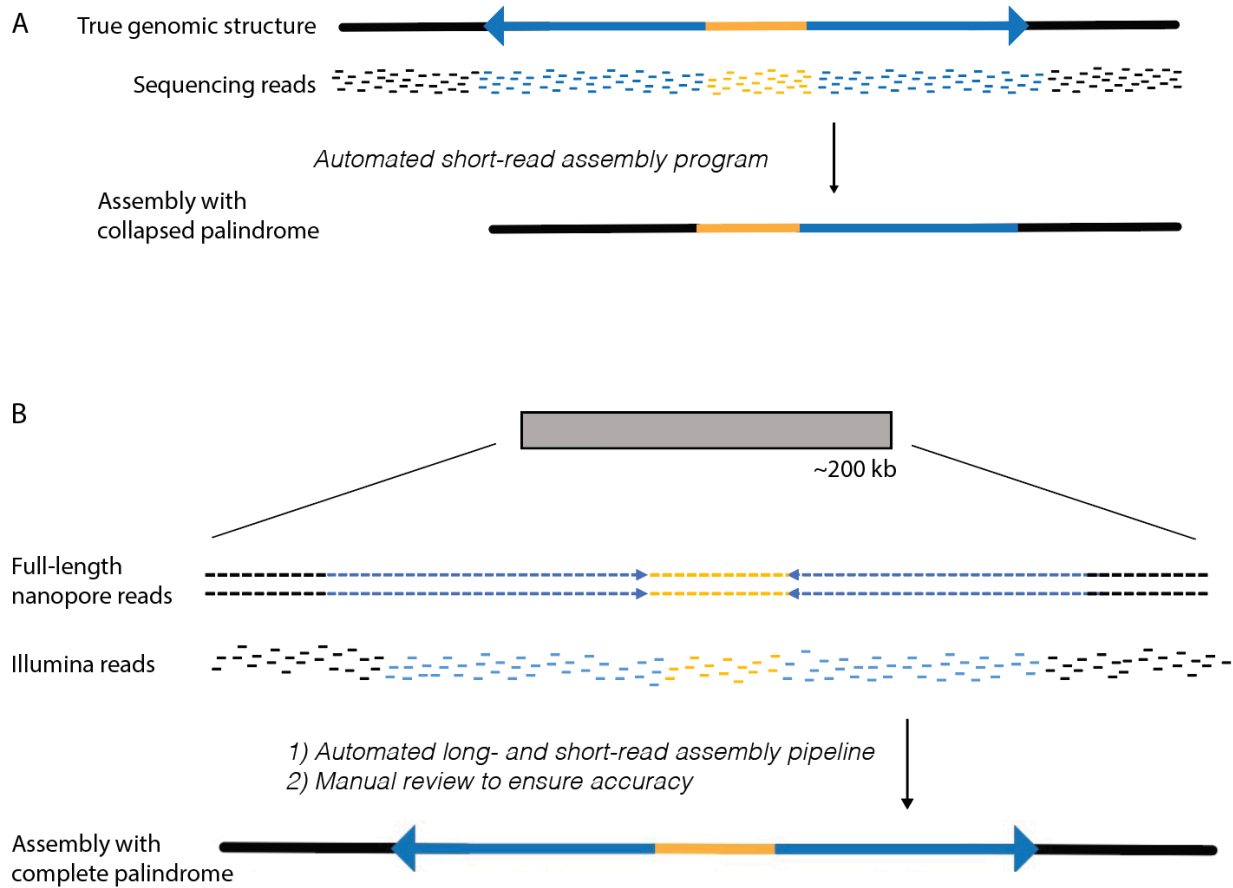 A
True genomic structure
Sequencing reads
Automated short-read assembly program
Assembly with
collapsed palindrome
B
~200 kb
Full-length
nanopore reads
Illumina reads
1) Automated long- and short-read assembly pipeline
2) Manual review to ensure accuracy
Assembly with
complete palindrome